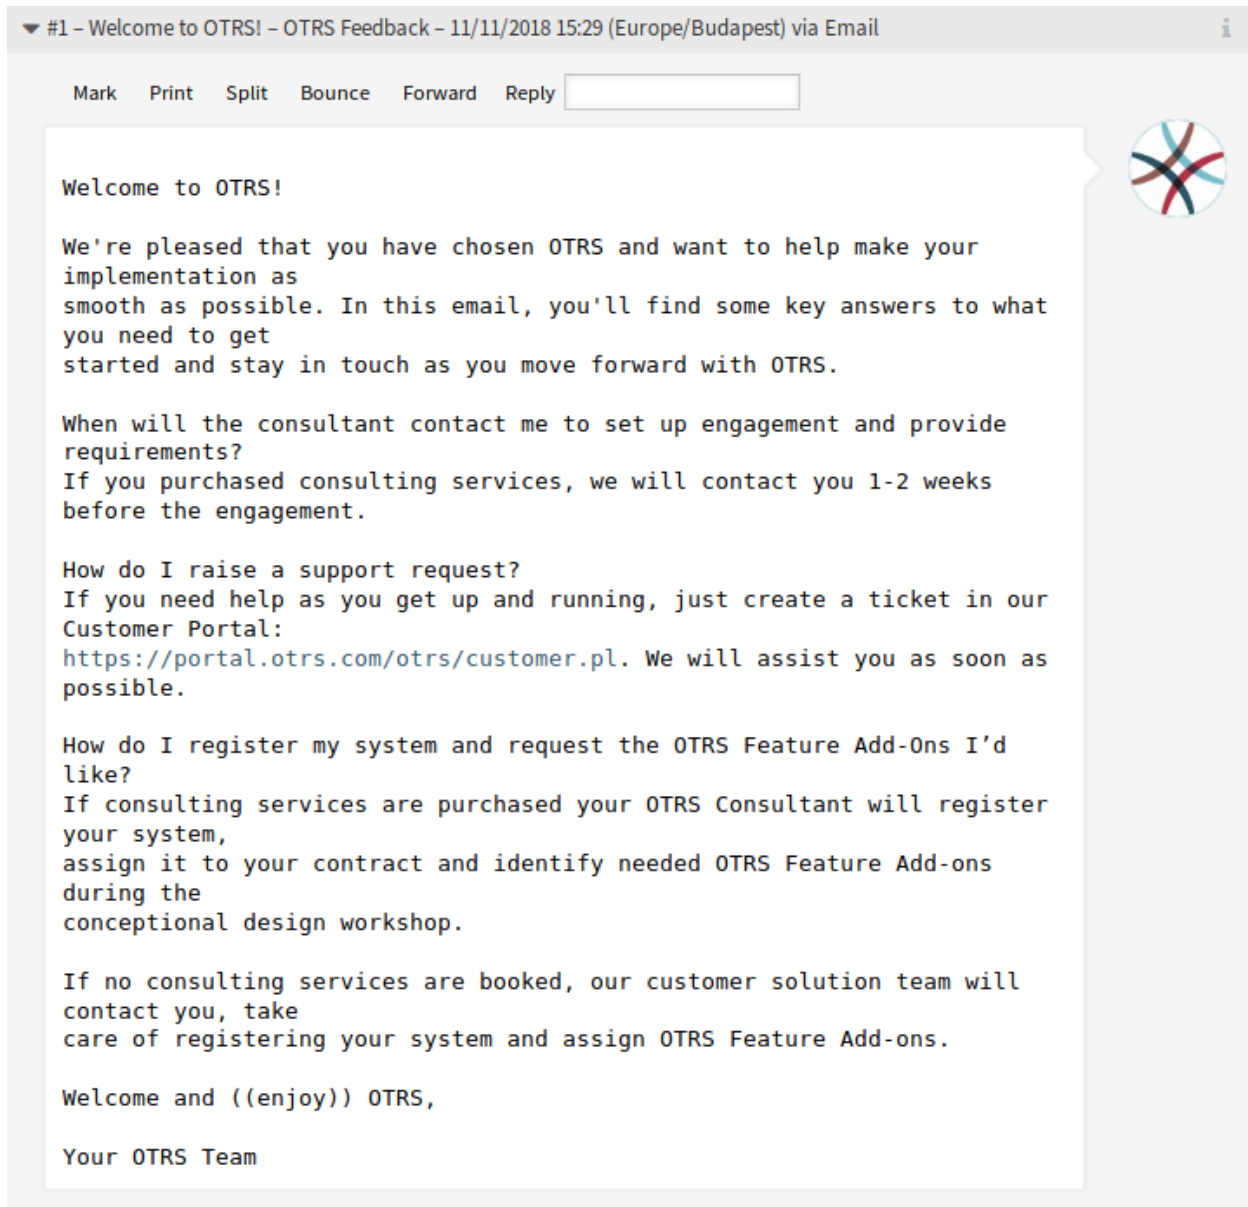 #1 – Welcome to OTRS! – OTRS Feedback – 11/11/2018 15:29 (Europe/Budapest) via Email
Mark Print Split Bounce Forward Reply
Welcome to OTRS!
We're pleased that you have chosen OTRS and want to help make your
implementation as
smooth as possible. In this email, you'll find some key answers to what
you need to get
started and stay in touch as you move forward with OTRS.
When will the consultant contact me to set up engagement and provide
requirements?
If you purchased consulting services, we will contact you 1-2 weeks
before the engagement.
How do I raise a support request?
If you need help as you get up and running, just create a ticket in our
Customer Portal:
https://portal.otrs.com/otrs/customer.pl. We will assist you as soon as
possible.
How do I register my system and request the OTRS Feature Add-Ons I’d
like?
If consulting services are purchased your OTRS Consultant will register
your system,
assign it to your contract and identify needed OTRS Feature Add-ons
during the
conceptional design workshop.
If no consulting services are booked, our customer solution team will
contact you, take
care of registering your system and assign OTRS Feature Add-ons.
Welcome and ((enjoy)) OTRS,
Your OTRS Team